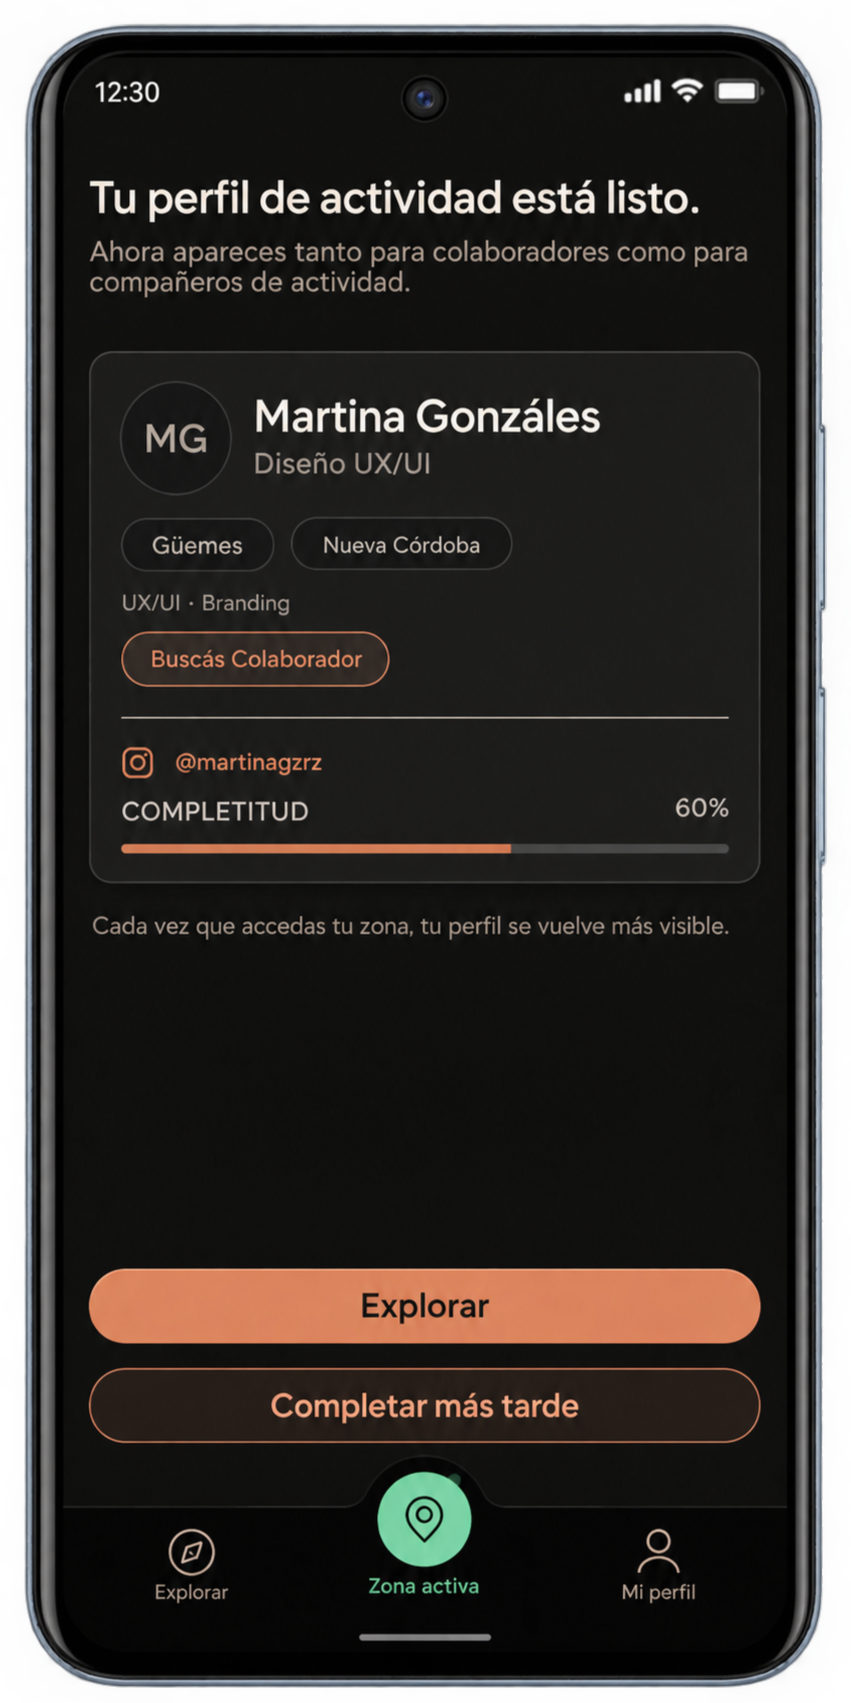 12:30
Tu perfil de actividad está listo.
Ahora apareces tanto para colaboradores como para
compañeros de actividad.
MG
Martina Gonzáles
Diseño UX/UI
Güemes
Nueva Córdoba
UX/UI · Branding
Buscás Colaborador
@martinagzrz
COMPLETITUD
60%
Cada vez que accedas tu zona, tu perfil se vuelve más visible.
Explorar
Completar más tarde
Explorar
Zona activa
Mi perfil